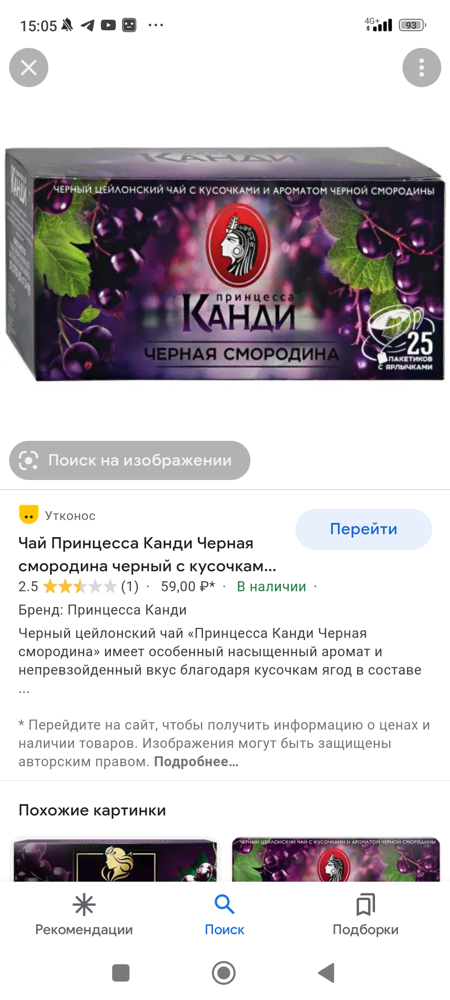 15:05
4G+
93
КАНДИ
КАНДИ
ЧЕРНЫЙ ЦЕЙЛОНСКИЙ ЧАЙ С КУСОЧКАМИ И АРОМАТОМ ЧЕРНОЙ СМОРОДИНЫ
принцесса
КАНДИ
ЧЕРНАЯ СМОРОДИНА
25
ПАКЕТИКОВ
С ЯРЛЫЧКАМИ
Поиск на изображении
Утконос
Перейти
Чай Принцесса Канди Черная
смородина черный с кусочкам...
2.5 (1) · 59,00 ₽* · В наличии ·
Бренд: Принцесса Канди
Черный цейлонский чай «Принцесса Канди Черная
смородина» имеет особенный насыщенный аромат и
непревзойденный вкус благодаря кусочкам ягод в составе
...
* Перейдите на сайт, чтобы получить информацию о ценах и
наличии товаров. Изображения могут быть защищены
авторским правом. Подробнее...
Похожие картинки
ЧЕРНЫЙ ЦЕЙЛОНСКИЙ ЧАЙ С КУСОЧКАМИ И АРОМАТОМ ЧЕРНОЙ СМОРОДИНЫ
Рекомендации
Поиск
Подборки